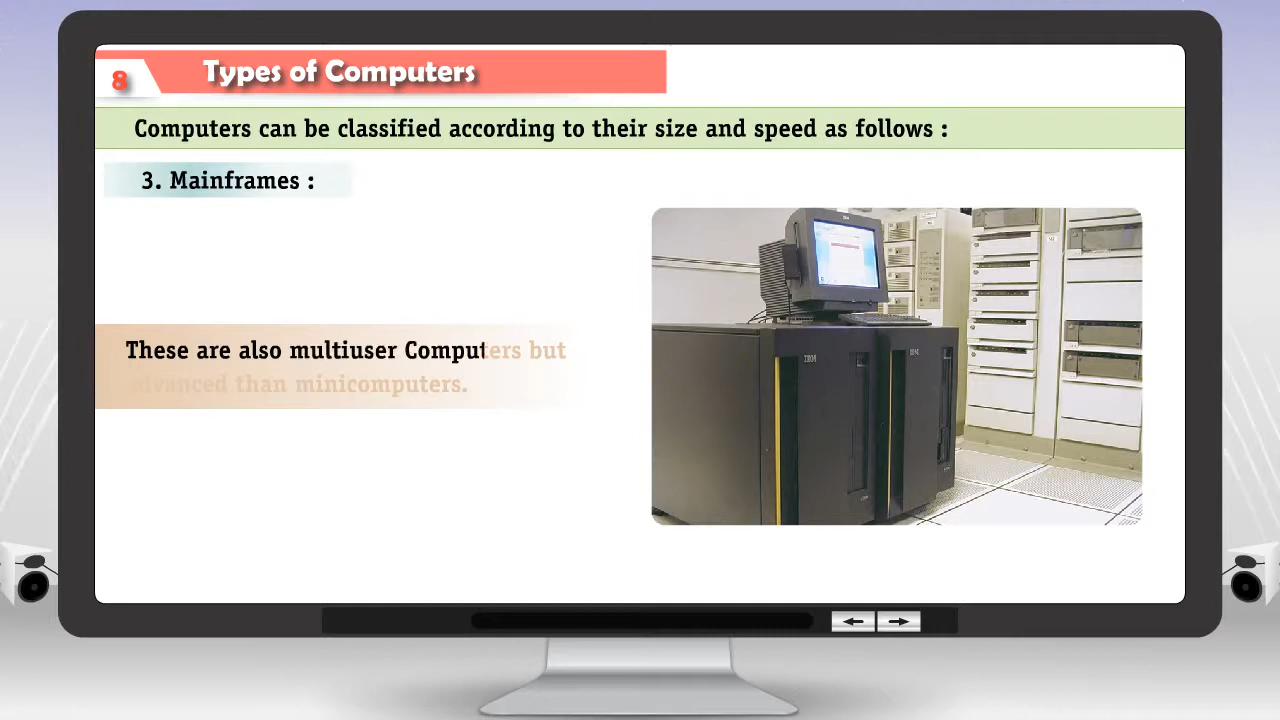 8 Types of Computers
Computers can be classified according to their size and speed as follows :
3. Mainframes :
These are also multiuser Computers but
advanced than minicomputers.
IBM
IBM